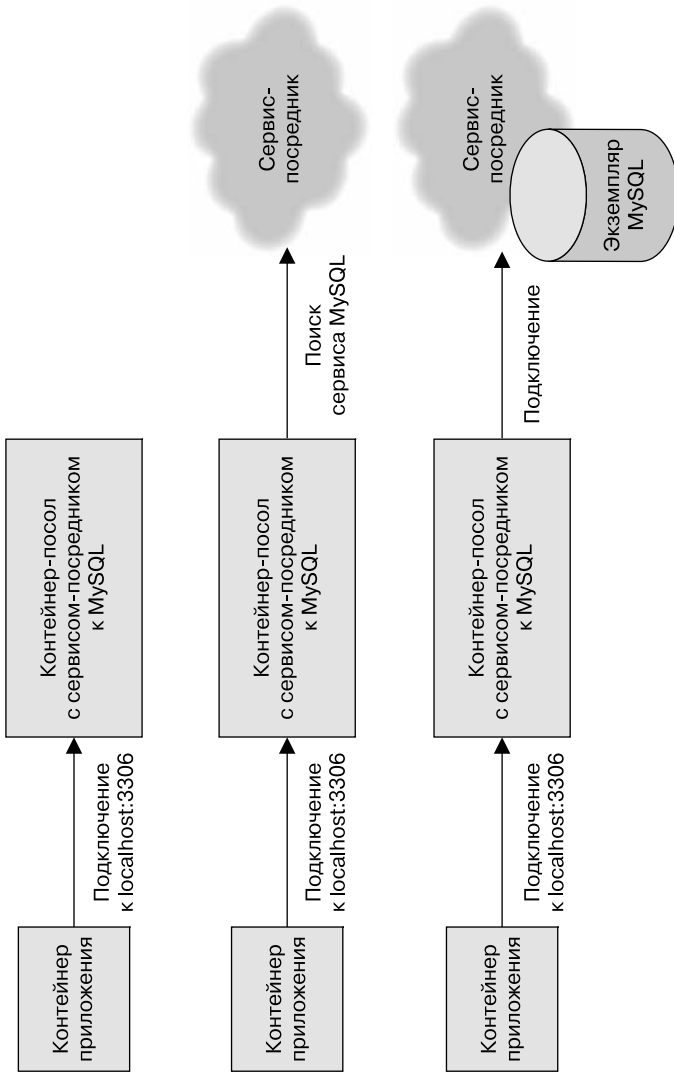 Контейнер
приложения
Подключение
к localhost:3306
Контейнер-посол
с сервисом-посредником
к MySQL
Контейнер
приложения
Подключение
к localhost:3306
Контейнер-посол
с сервисом-посредником
к MySQL
Поиск
сервиса MySQL
Сервис-
посредник
Контейнер
приложения
Подключение
к localhost:3306
Контейнер-посол
с сервисом-посредником
к MySQL
Подключение
Сервис-
посредник
Экземпляр
MySQL